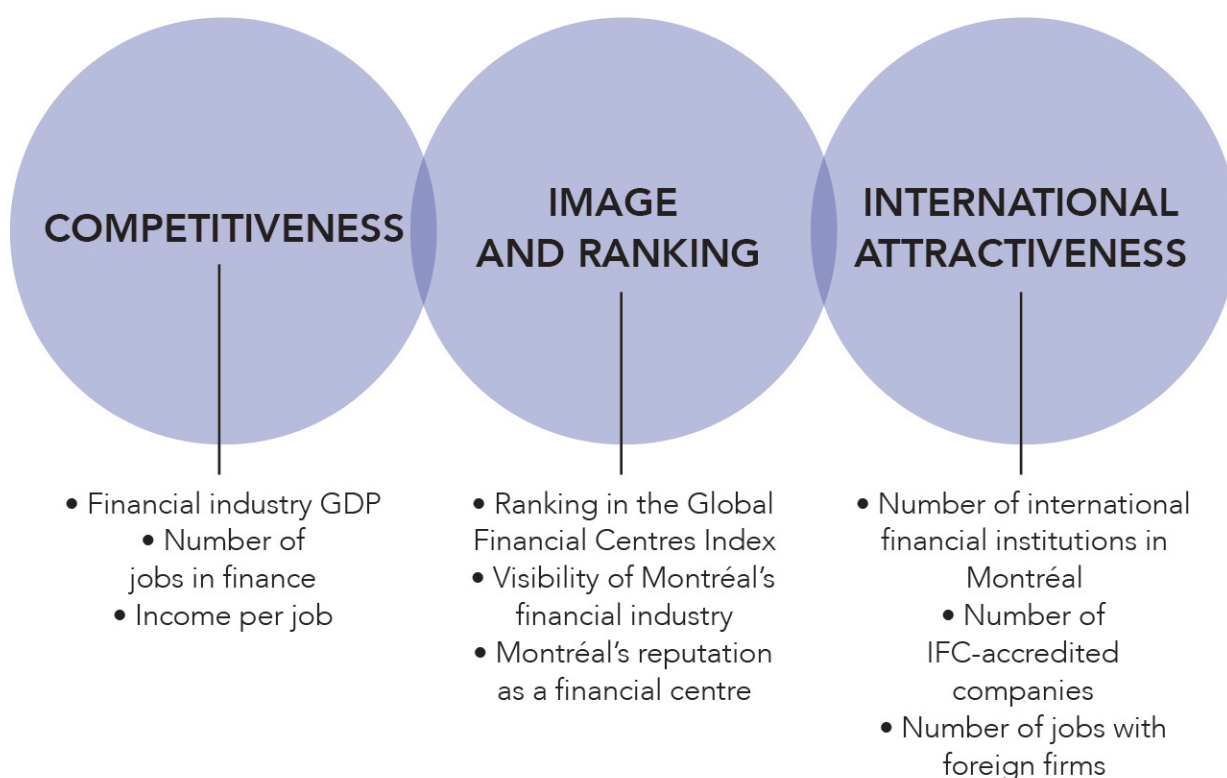 COMPETITIVENESS
• Financial industry GDP
• Number of
jobs in finance
• Income per job
IMAGE
AND RANKING
• Ranking in the Global
Financial Centres Index
• Visibility of Montréal’s
financial industry
• Montréal’s reputation
as a financial centre
INTERNATIONAL
ATTRACTIVENESS
• Number of international
financial institutions in
Montréal
• Number of
IFC-accredited
companies
• Number of jobs with
foreign firms